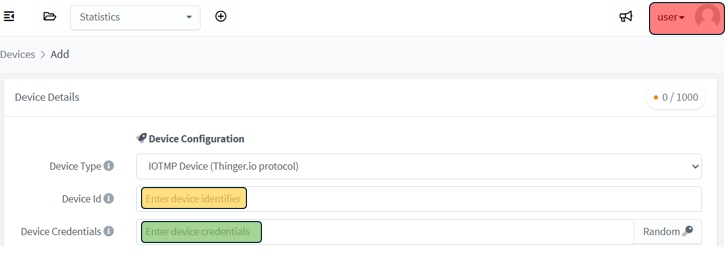 Statistics
user
Devices > Add
Device Details
0 / 1000
Device Configuration
Device Type
IOTMP Device (Thinger.io protocol)
Device Id
Enter device identifier
Device Credentials
Enter device credentials
Random